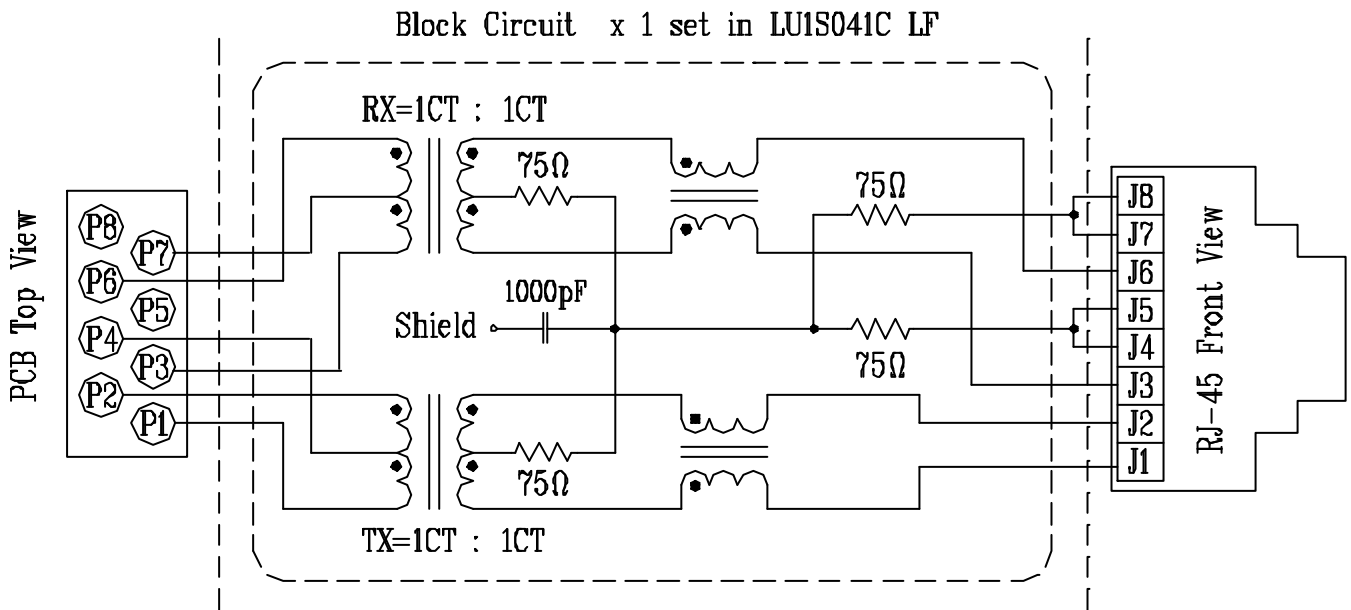 Block Circuit x 1 set in LU1S041C LF
RX=1CT : 1CT
75Ω
75Ω
PCB Top View
P8
P7
P6
P5
P4
P3
P2
P1
1000pF
Shield
75Ω
75Ω
TX=1CT : 1CT
J8
J7
J6
J5
J4
J3
J2
J1
RJ-45 Front View